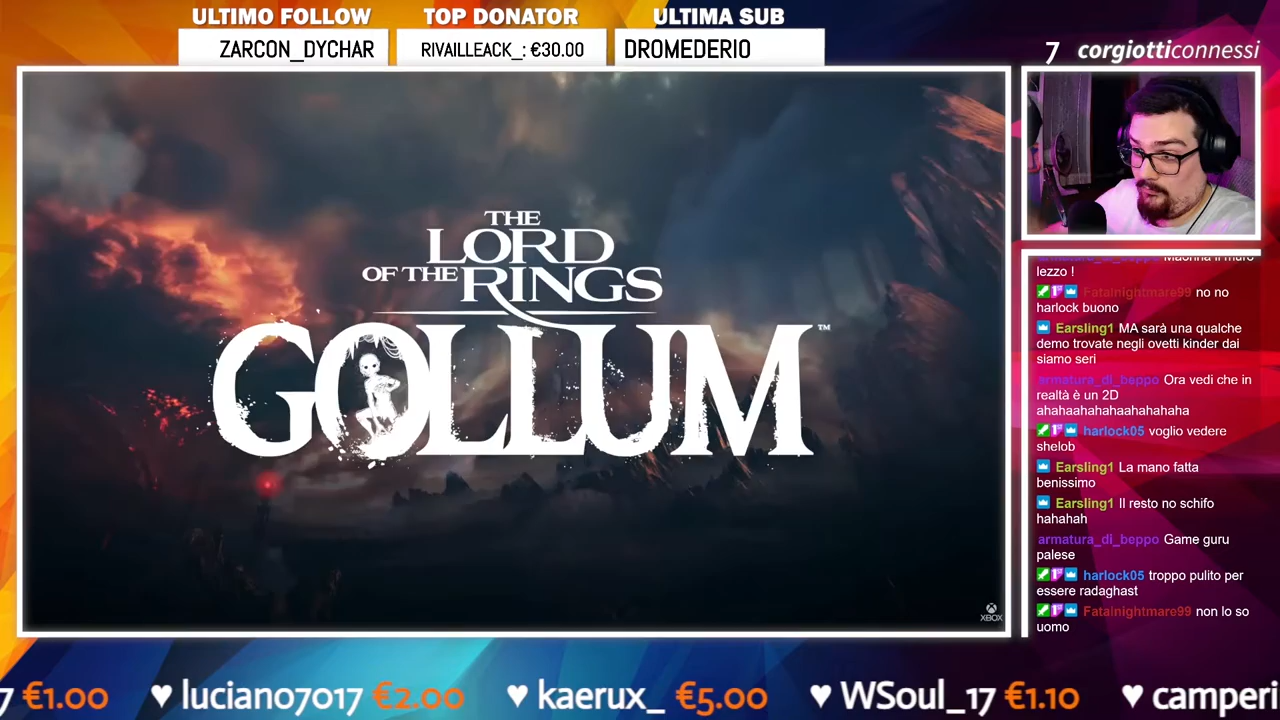 ULTIMO FOLLOW
TOP DONATOR
ULTIMA SUB
ZARCON_DYCHAR
RIVAILLEACK_: €30.00
DROMEDERIO
7 corgiotticonnessi
THE
LORD
OF THE RINGS
GOLLUM™
XBOX
lezzo !
Fatalnightmare99 no no
harlock buono
Earsling1 MA sarà una qualche
demo trovate negli ovetti kinder dai
siamo seri
armatura_di_beppo Ora vedi che in
realtà è un 2D
ahahaahahahaahahahaha
harlock05 voglio vedere
shelob
Earsling1 La mano fatta
benissimo
Earsling1 Il resto no schifo
hahahah
armatura_di_beppo Game guru
palese
harlock05 troppo pulito per
essere radaghast
Fatalnightmare99 non lo so
uomo
7 €1.00 ♥ luciano7017 €2.00 ♥ kaerux_ €5.00 ♥ WSoul_17 €1.10 ♥ camperi